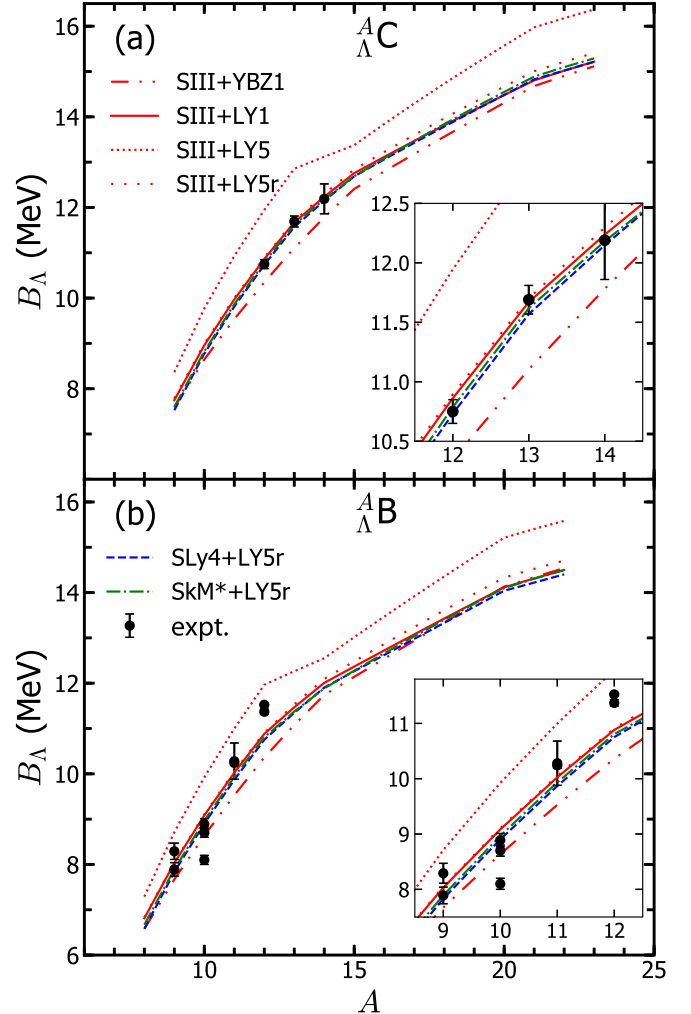 (a)
A
Λ C
SIII+YBZ1
SIII+LY1
SIII+LY5
SIII+LY5r
16
14
12
10
8
B_Λ (MeV)
12.5
12.0
11.5
11.0
10.5
12 13 14
(b)
A
Λ B
SLy4+LY5r
SkM*+LY5r
expt.
16
14
12
10
8
6
B_Λ (MeV)
11
10
9
8
9 10 11 12
10 15 20 25
A